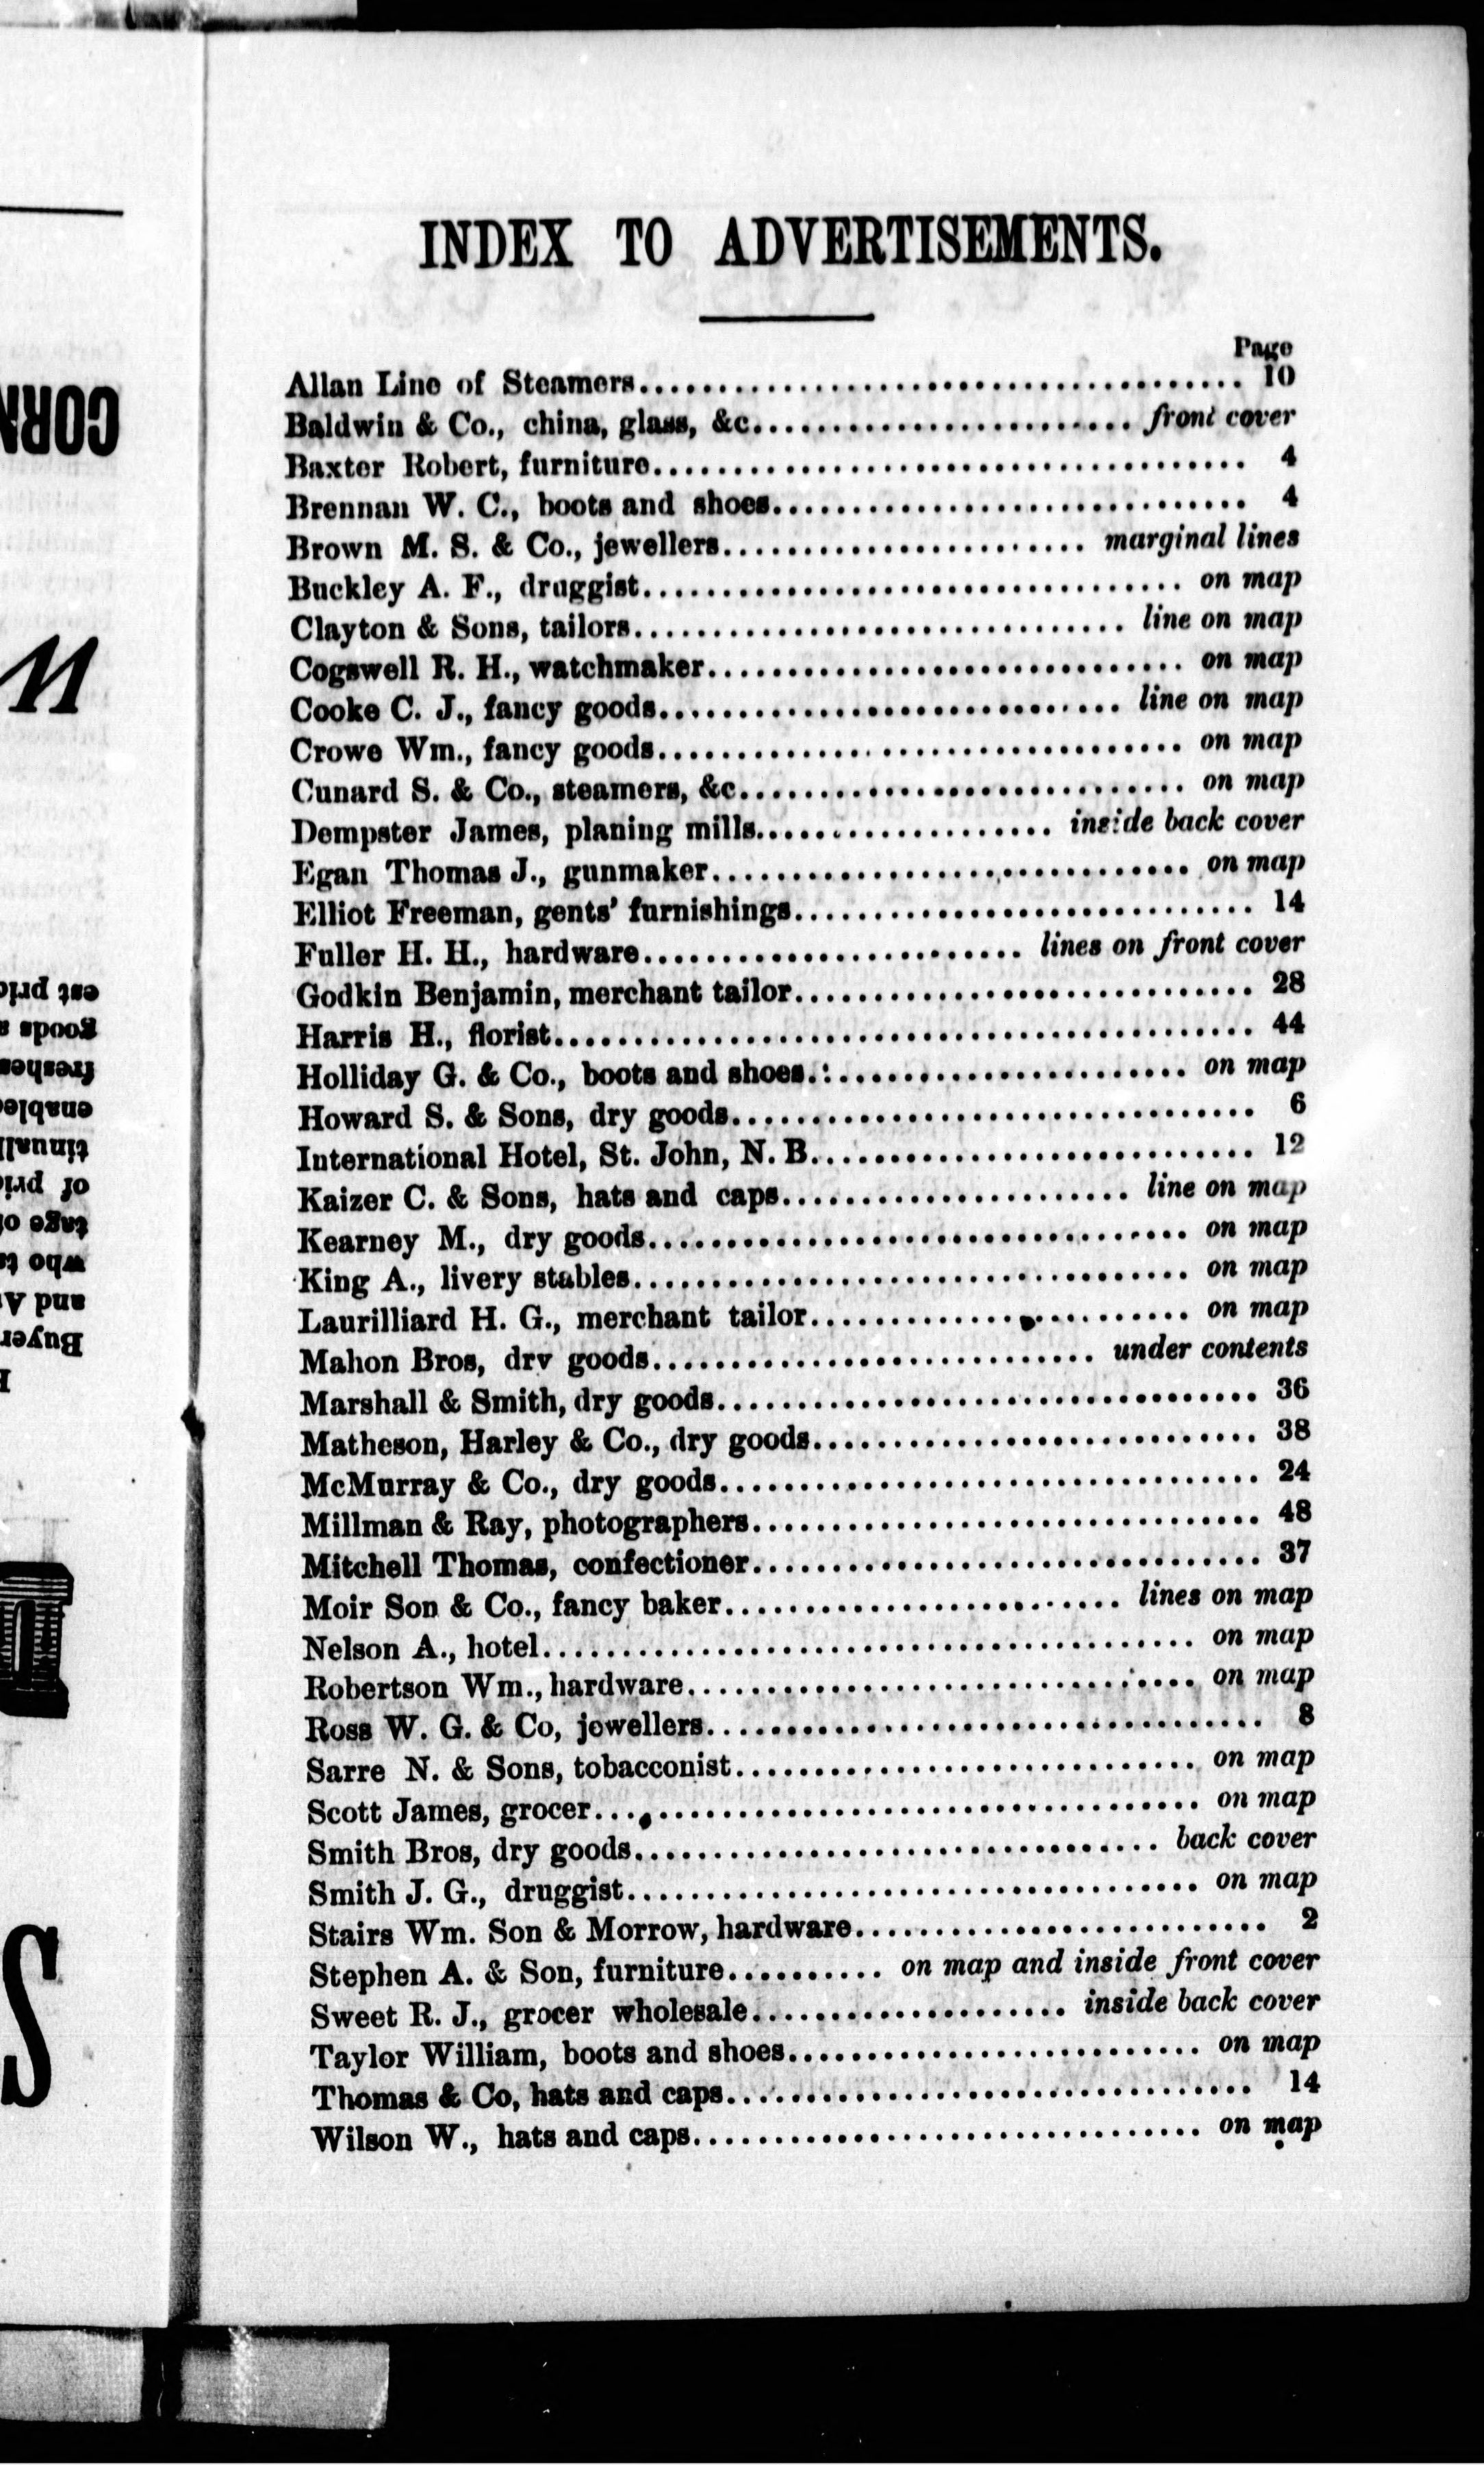 INDEX TO ADVERTISEMENTS.
Page
Allan Line of Steamers........................................ 10
Baldwin & Co., china, glass, &c......................... front cover
Baxter Robert, furniture...................................... 4
Brennan W. C., boots and shoes.............................. 4
Brown M. S. & Co., jewellers....................... marginal lines
Buckley A. F., druggist.................................. on map
Clayton & Sons, tailors............................... line on map
Cogswell R. H., watchmaker.............................. on map
Cooke C. J., fancy goods............................. line on map
Crowe Wm., fancy goods................................. on map
Cunard S. & Co., steamers, &c............................ on map
Dempster James, planing mills................... inside back cover
Egan Thomas J., gunmaker.............................. on map
Elliot Freeman, gents' furnishings............................. 14
Fuller H. H., hardware........................ lines on front cover
Godkin Benjamin, merchant tailor............................. 28
Harris H., florist............................................ 44
Holliday G. & Co., boots and shoes.:...................... on map
Howard S. & Sons, dry goods................................. 6
International Hotel, St. John, N. B............................ 12
Kaizer C. & Sons, hats and caps...................... line on map
Kearney M., dry goods.................................. on map
King A., livery stables................................... on map
Laurilliard H. G., merchant tailor........................ on map
Mahon Bros, dry goods............................ under contents
Marshall & Smith, dry goods.................................. 36
Matheson, Harley & Co., dry goods............................ 38
McMurray & Co., dry goods.................................. 24
Millman & Ray, photographers................................ 48
Mitchell Thomas, confectioner................................ 37
Moir Son & Co., fancy baker......................... lines on map
Nelson A., hotel......................................... on map
Robertson Wm., hardware................................ on map
Ross W. G. & Co, jewellers................................... 8
Sarre N. & Sons, tobacconist............................. on map
Scott James, grocer...................................... on map
Smith Bros, dry goods................................. back cover
Smith J. G., druggist.................................... on map
Stairs Wm. Son & Morrow, hardware.......................... 2
Stephen A. & Son, furniture.......... on map and inside front cover
Sweet R. J., grocer wholesale.................... inside back cover
Taylor William, boots and shoes.......................... on map
Thomas & Co, hats and caps................................. 14
Wilson W., hats and caps................................ on map